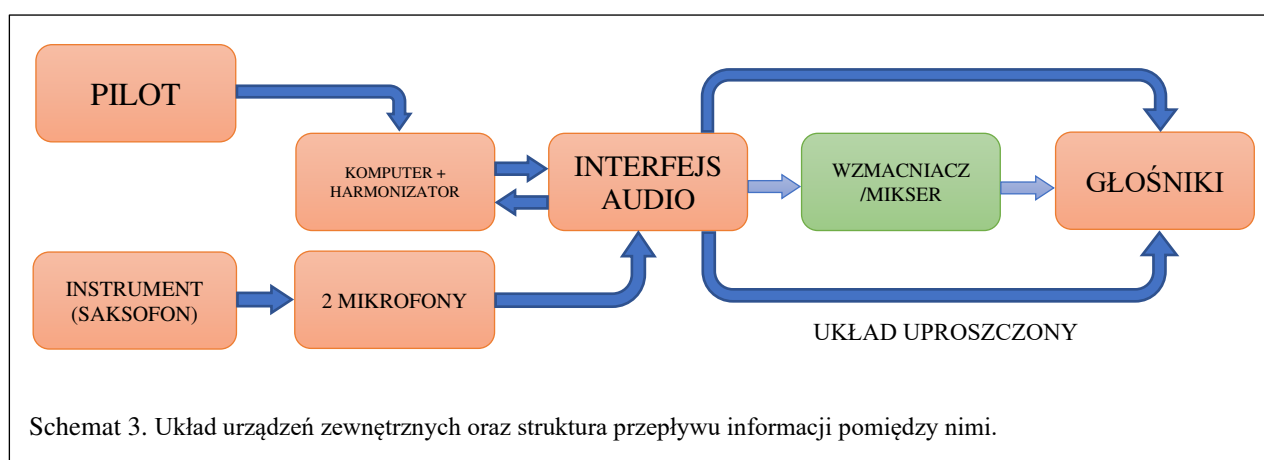 PILOT
KOMPUTER +
HARMONIZATOR
INTERFEJS
AUDIO
WZMACNIACZ
/MIKSER
GŁOŚNIKI
INSTRUMENT
(SAKSOFON)
2 MIKROFONY
UKŁAD UPROSZCZONY
Schemat 3. Układ urządzeń zewnętrznych oraz struktura przepływu informacji pomiędzy nimi.